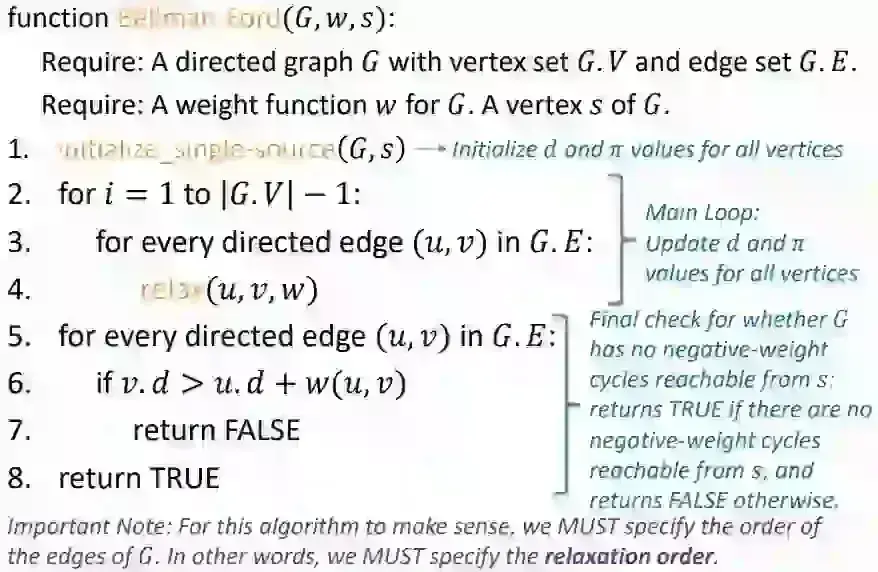 function Bellman_Ford(G, w, s):
Require: A directed graph G with vertex set G.V and edge set G.E.
Require: A weight function w for G. A vertex s of G.
1. initialize_single-source(G, s) → Initialize d and π values for all vertices
2. for i = 1 to |G.V| − 1:
3. for every directed edge (u, v) in G.E:
4. relax(u, v, w)
Main Loop:
Update d and π
values for all vertices
5. for every directed edge (u, v) in G.E:
6. if v.d > u.d + w(u, v)
7. return FALSE
8. return TRUE
Final check for whether G
has no negative-weight
cycles reachable from s;
returns TRUE if there are no
negative-weight cycles
reachable from s, and
returns FALSE otherwise.
Important Note: For this algorithm to make sense, we MUST specify the order of
the edges of G. In other words, we MUST specify the relaxation order.